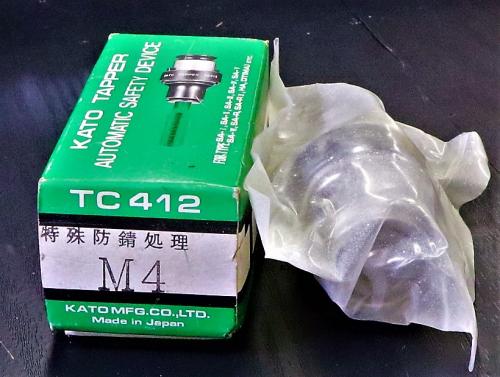 KATO TAPPER
AUTOMATIC SAFETY DEVICE
TC 412
特殊防錆処理
M4
KATO MFG.CO.,LTD.
Made in Japan